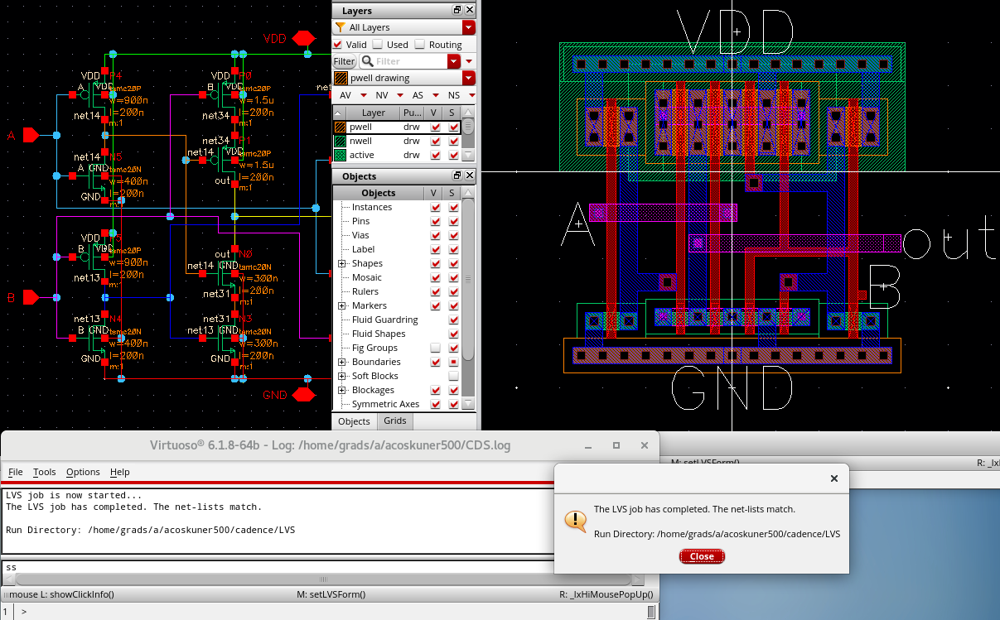 VDD
VDD
P4
A
VDD
tsmc20P
w=900n
l=200n
m:1
net14
net14
N5
A
GND
w=400n
l=200n
GND
VDD
B
VDD
tsmc20P
w=900n
l=200n
m:1
net13
net13
N4
B
GND
tsmc20N
w=400n
l=200n
m:1
GND
VDD
P0
B
VDD
tsmc20P
w=1.5u
l=200n
m:1
net34
net34
P1
net14
VDD
tsmc20P
w=1.5u
l=200n
m:1
out
out
N0
net14
GND
tsmc20N
w=300n
l=200n
m:1
net31
net31
N3
net13
GND
tsmc20N
w=300n
l=200n
m:1
GND
A
B
GND
Layers
All Layers
Valid
Used
Routing
Filter
Filter
pwell drawing
AV
NV
AS
NS
Layer
Pu...
V
S
pwell
drw
nwell
drw
active
drw
Objects
Objects
V
S
Instances
Pins
Vias
Label
Shapes
Mosaic
Rulers
Markers
Fluid Guardring
Fluid Shapes
Fig Groups
Boundaries
Soft Blocks
Blockages
Symmetric Axes
Objects
Grids
VDD
A
out
B
GND
Virtuoso® 6.1.8-64b - Log: /home/grads/a/acoskuner500/CDS.log
File
Tools
Options
Help
LVS job is now started...
The LVS job has completed. The net-lists match.
Run Directory: /home/grads/a/acoskuner500/cadence/LVS
ss
mouse L: showClickInfo()
M: setLVSForm()
R: _lxHiMousePopUp()
1
>
M: setLVSForm()
The LVS job has completed. The net-lists match.
Run Directory: /home/grads/a/acoskuner500/cadence/LVS
Close